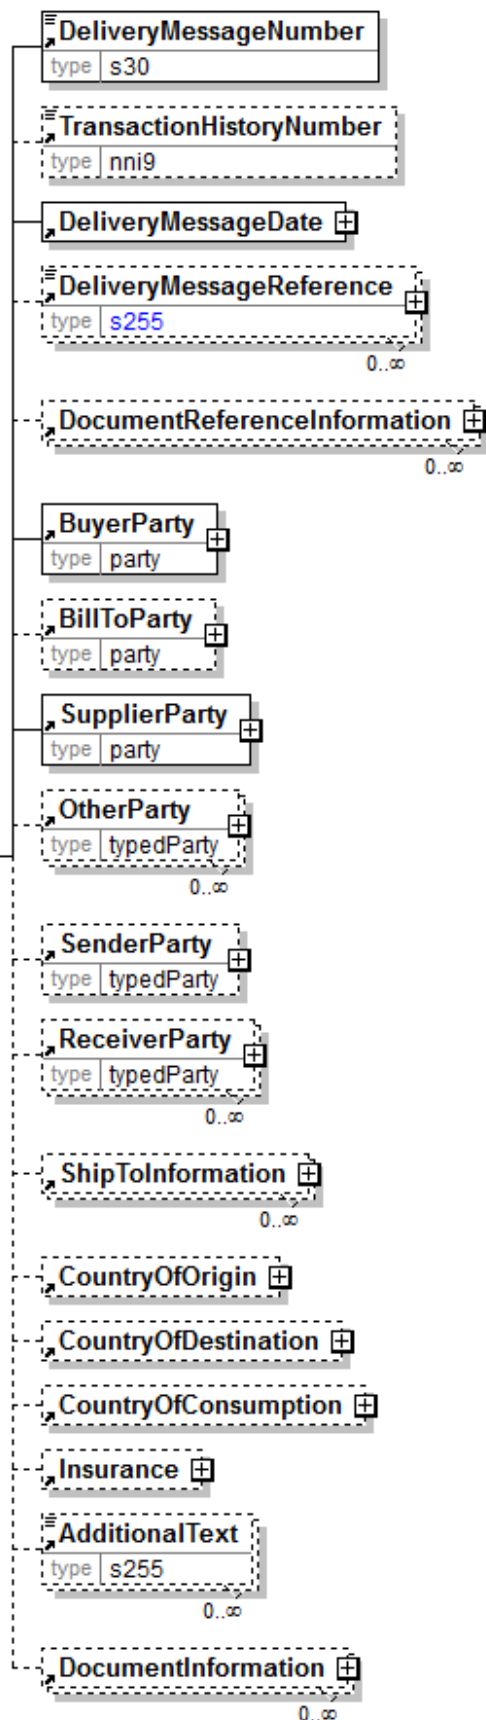 DeliveryMessageNumber
type s30
TransactionHistoryNumber
type nni9
DeliveryMessageDate
DeliveryMessageReference
type s255
0..∞
DocumentReferenceInformation
0..∞
BuyerParty
type party
BillToParty
type party
SupplierParty
type party
OtherParty
type typedParty
0..∞
SenderParty
type typedParty
ReceiverParty
type typedParty
0..∞
ShipToInformation
0..∞
CountryOfOrigin
CountryOfDestination
CountryOfConsumption
Insurance
AdditionalText
type s255
0..∞
DocumentInformation
0..∞